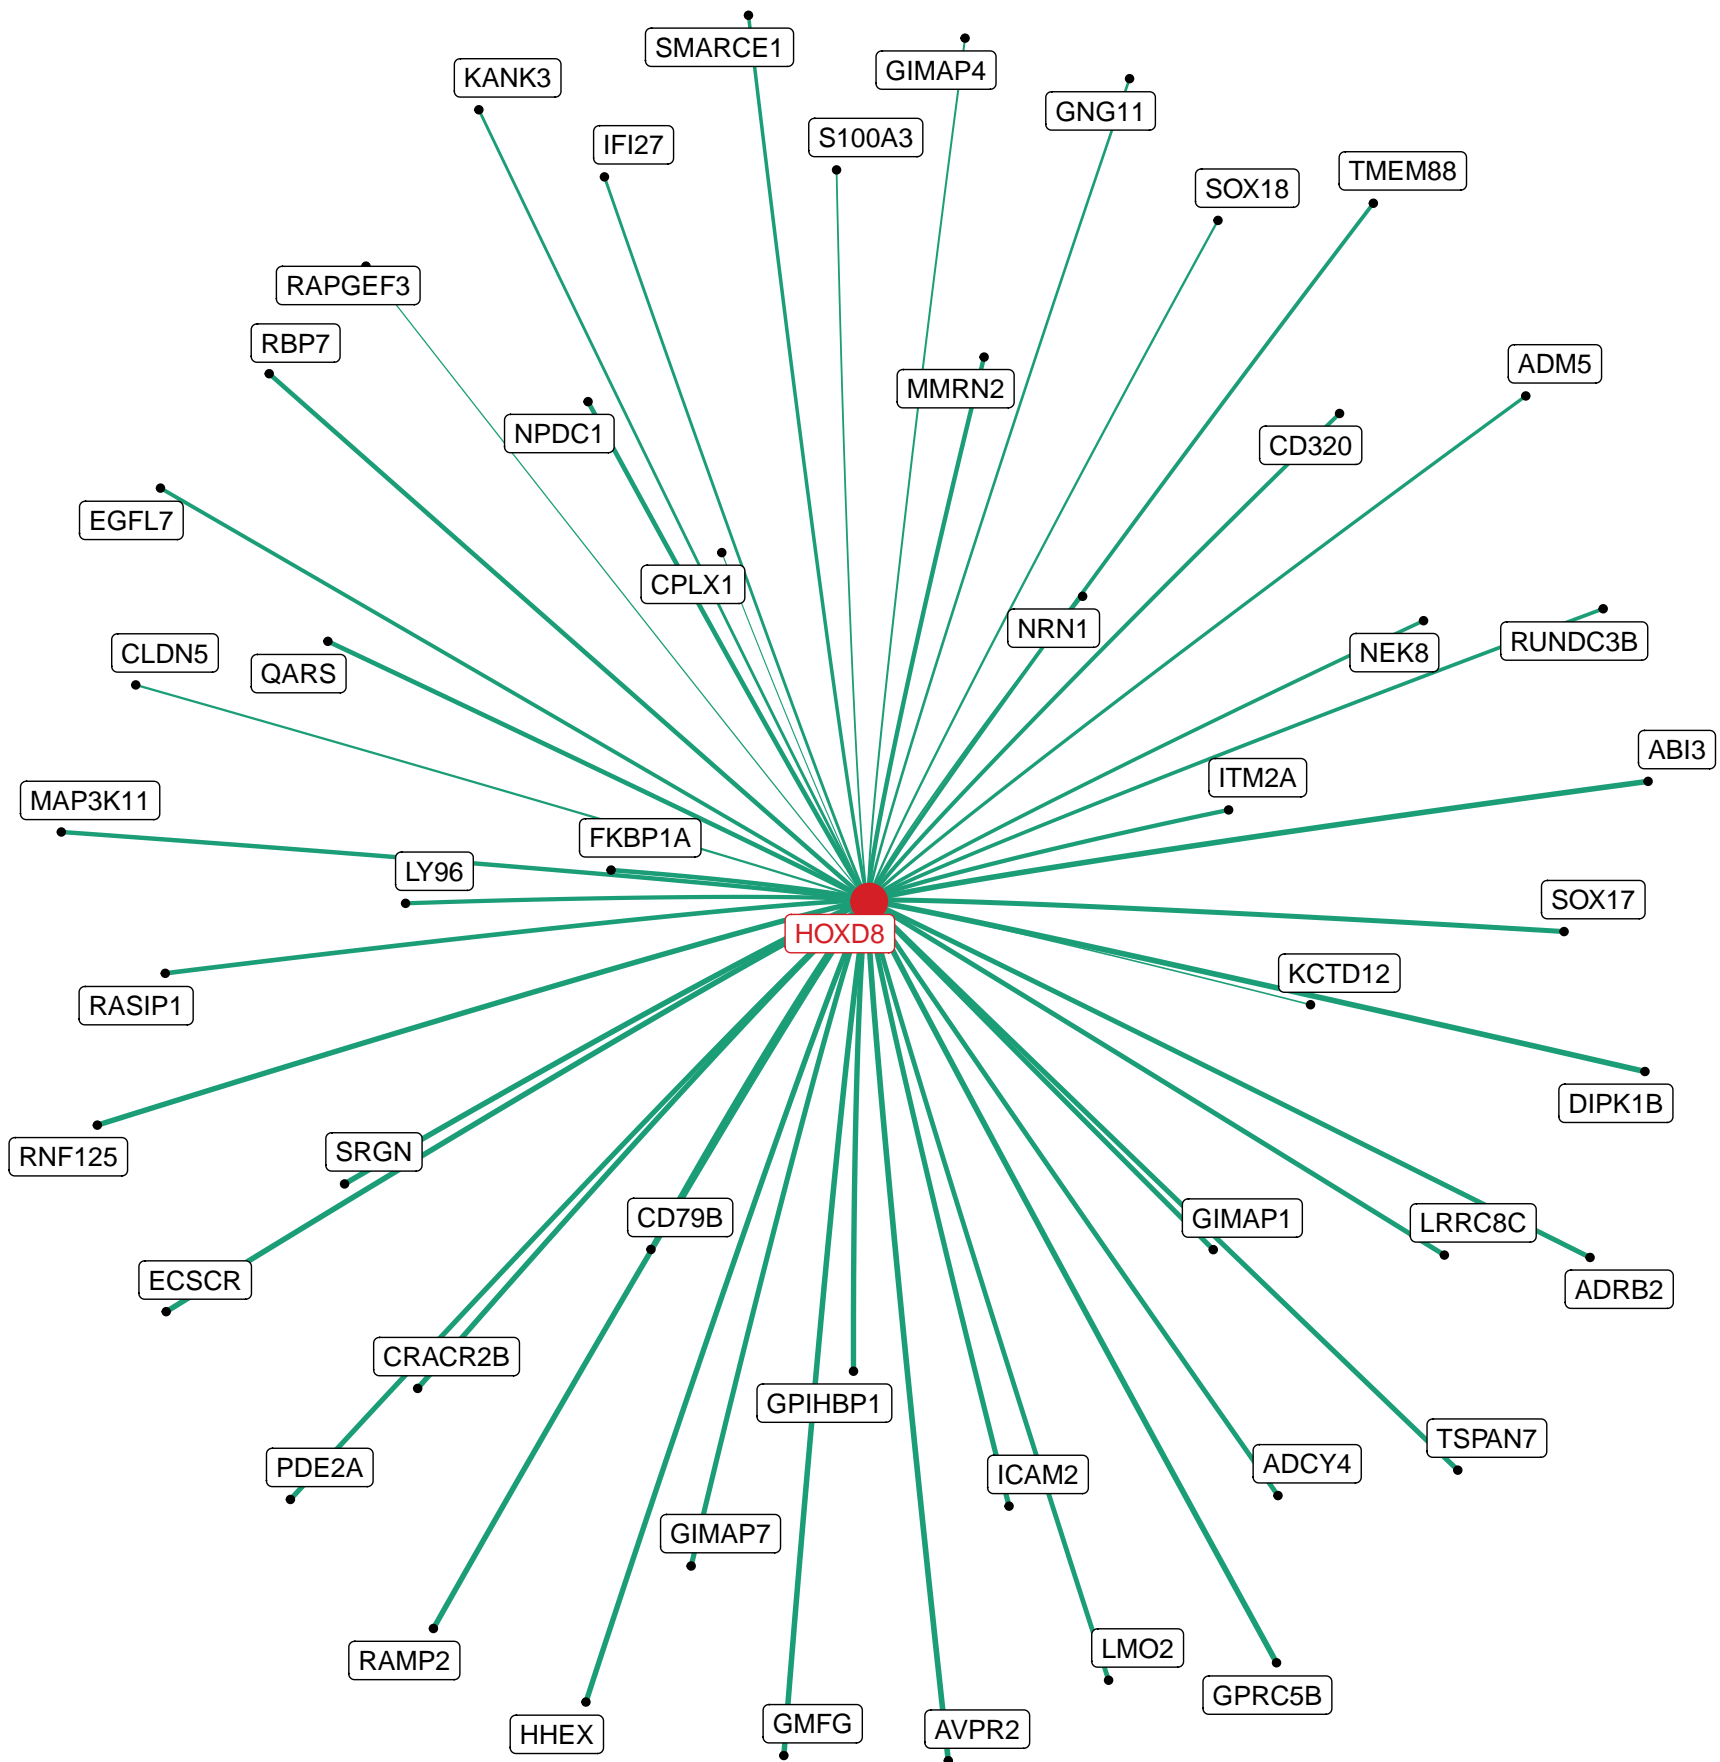 SMARCE1
GIMAP4
KANK3
GNG11
S100A3
IFI27
TMEM88
SOX18
RAPGEF3
RBP7
ADM5
MMRN2
NPDC1
CD320
EGFL7
CPLX1
NRN1
RUNDC3B
CLDN5
NEK8
QARS
ABI3
ITM2A
MAP3K11
FKBP1A
LY96
SOX17
HOXD8
KCTD12
RASIP1
DIPK1B
SRGN
RNF125
CD79B
GIMAP1
LRRC8C
ECSCR
ADRB2
CRACR2B
GPIHBP1
TSPAN7
ADCY4
PDE2A
ICAM2
GIMAP7
LMO2
RAMP2
GPRC5B
GMFG
AVPR2
HHEX